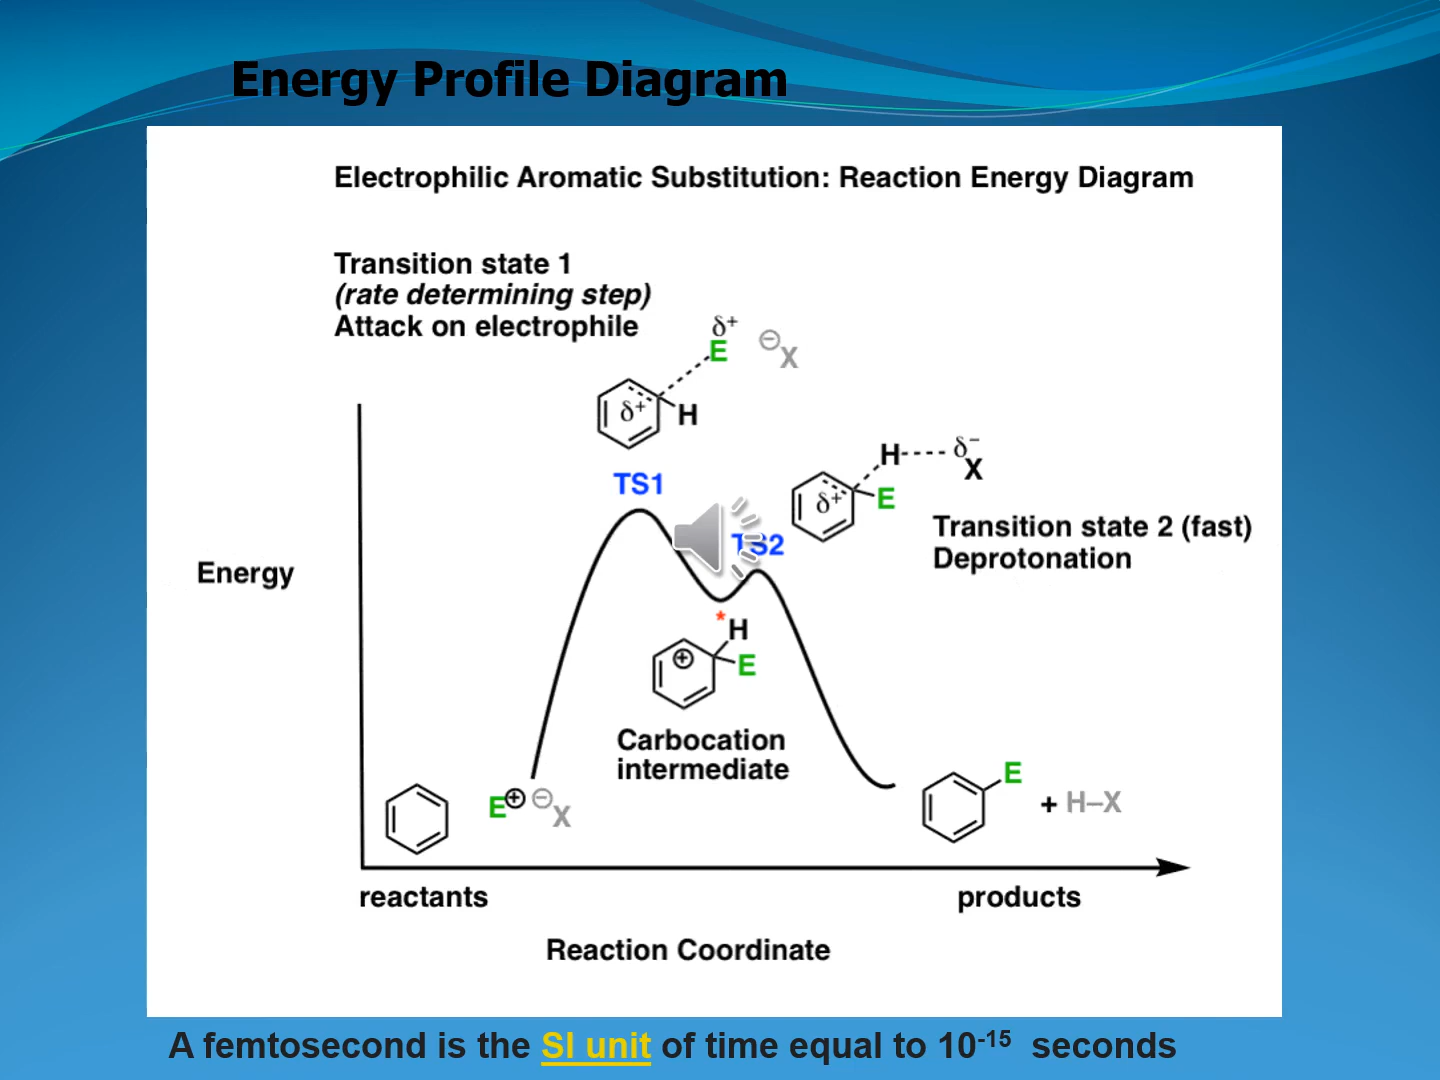 Energy Profile Diagram
Electrophilic Aromatic Substitution: Reaction Energy Diagram
Transition state 1
(rate determining step)
Attack on electrophile
δ+
E
⊖X
δ+
H
TS1
H
δ−
X
δ+
E
Transition state 2 (fast)
Deprotonation
TS2
Energy
*
H
⊕
E
Carbocation
intermediate
E⊕ ⊖X
E
+ H–X
reactants
products
Reaction Coordinate
A femtosecond is the SI unit of time equal to 10-15 seconds